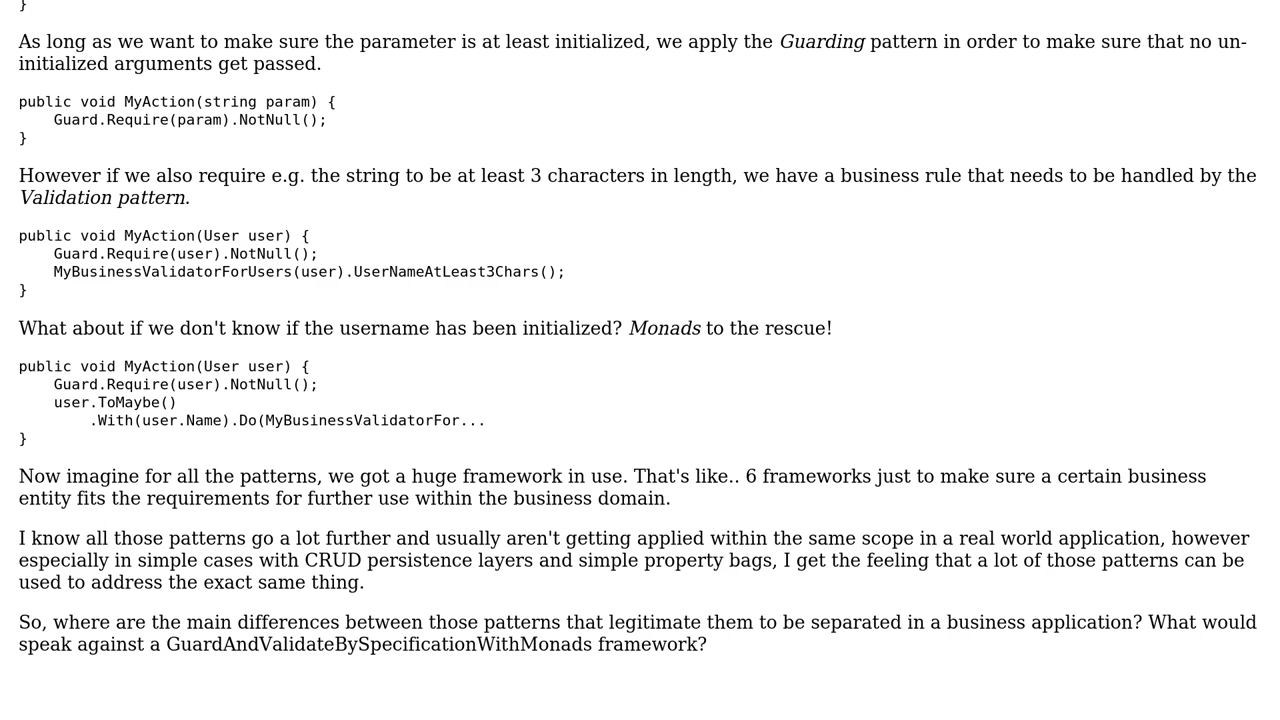 }
As long as we want to make sure the parameter is at least initialized, we apply the Guarding pattern in order to make sure that no un-
initialized arguments get passed.
public void MyAction(string param) {
    Guard.Require(param).NotNull();
}
However if we also require e.g. the string to be at least 3 characters in length, we have a business rule that needs to be handled by the
Validation pattern.
public void MyAction(User user) {
    Guard.Require(user).NotNull();
    MyBusinessValidatorForUsers(user).UserNameAtLeast3Chars();
}
What about if we don't know if the username has been initialized? Monads to the rescue!
public void MyAction(User user) {
    Guard.Require(user).NotNull();
    user.ToMaybe()
        .With(user.Name).Do(MyBusinessValidatorFor...
}
Now imagine for all the patterns, we got a huge framework in use. That's like.. 6 frameworks just to make sure a certain business
entity fits the requirements for further use within the business domain.
I know all those patterns go a lot further and usually aren't getting applied within the same scope in a real world application, however
especially in simple cases with CRUD persistence layers and simple property bags, I get the feeling that a lot of those patterns can be
used to address the exact same thing.
So, where are the main differences between those patterns that legitimate them to be separated in a business application? What would
speak against a GuardAndValidateBySpecificationWithMonads framework?